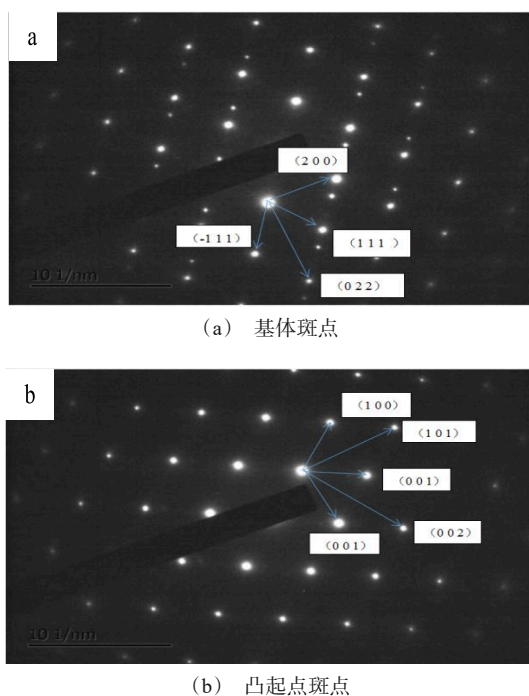 a
(200)
(-111)
(111)
(022)
10 1/nm
(a) 基体斑点
b
(100)
(101)
(001)
(002)
(001)
10 1/nm
(b) 凸起点斑点